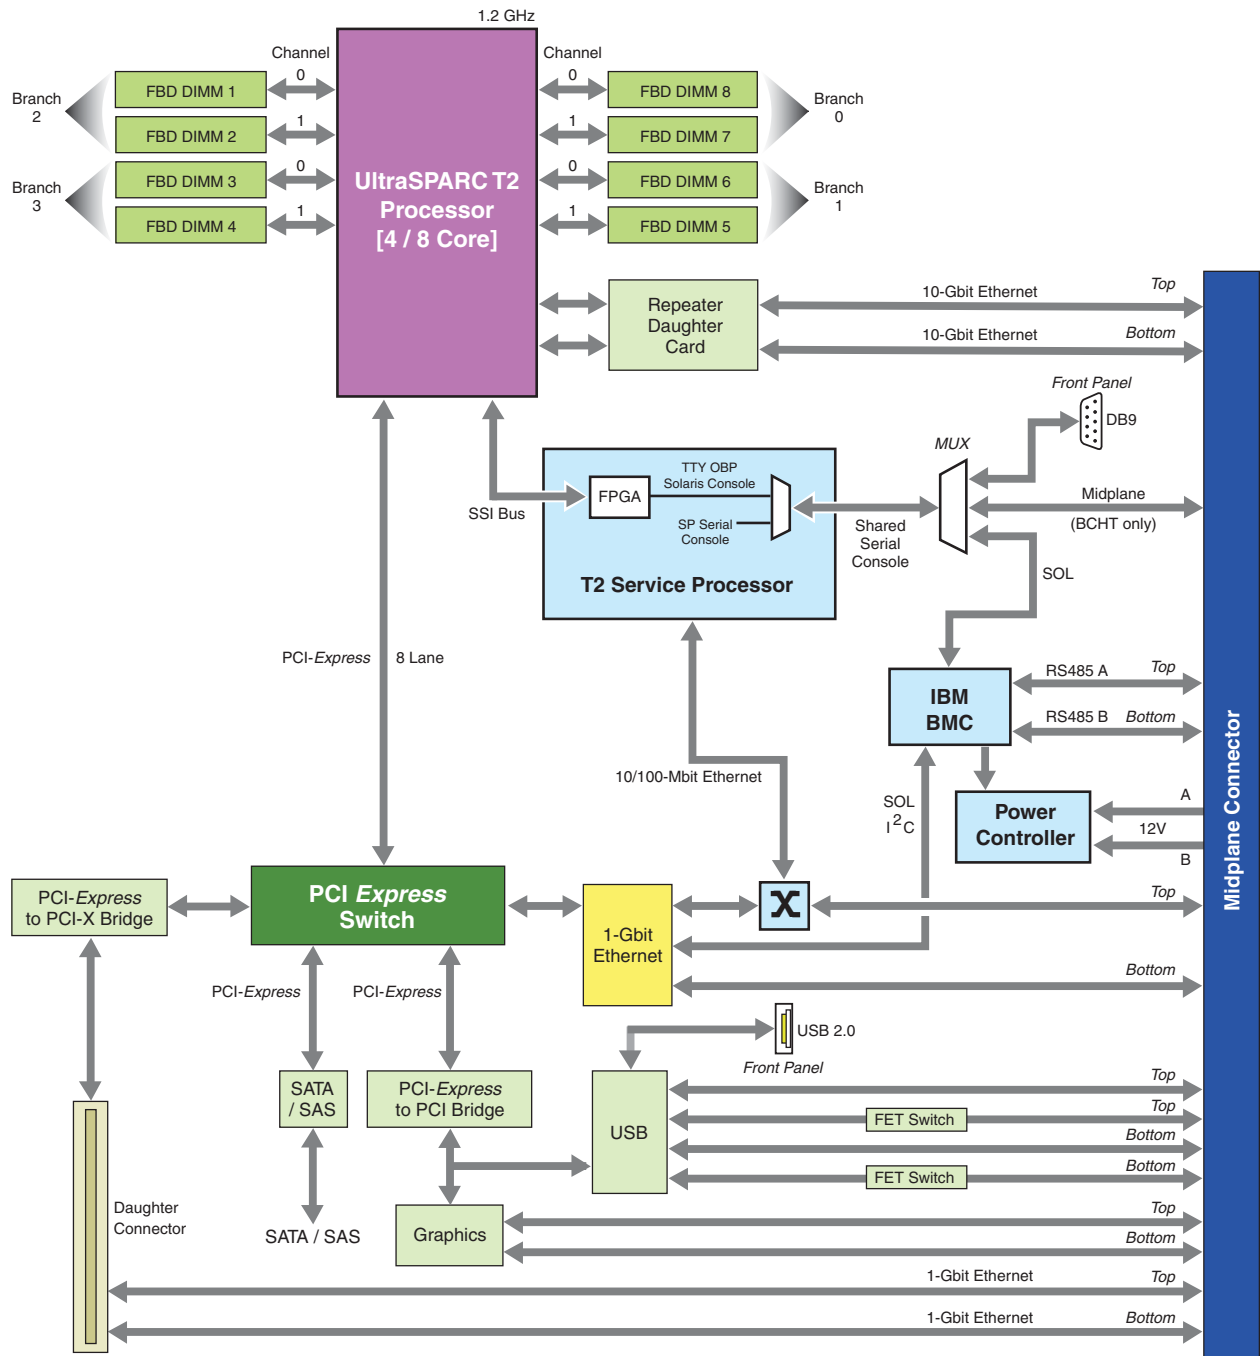 1.2 GHz
Channel
Channel
0
FBD DIMM 1
Branch
2
1
FBD DIMM 2
0
FBD DIMM 3
Branch
3
1
FBD DIMM 4
UltraSPARC T2
Processor
[4 / 8 Core]
0
FBD DIMM 8
Branch
0
1
FBD DIMM 7
0
FBD DIMM 6
Branch
1
1
FBD DIMM 5
Repeater
Daughter
Card
10-Gbit Ethernet
Top
10-Gbit Ethernet
Bottom
Front Panel
DB9
MUX
TTY OBP
Solaris Console
FPGA
SP Serial
Console
T2 Service Processor
SSI Bus
Shared
Serial
Console
Midplane
(BCHT only)
SOL
PCI-Express
8 Lane
IBM
BMC
RS485 A
Top
RS485 B
Bottom
Midplane Connector
10/100-Mbit Ethernet
SOL
I2C
Power
Controller
A
12V
B
PCI-Express
to PCI-X Bridge
PCI Express
Switch
1-Gbit
Ethernet
X
Top
Bottom
PCI-Express
PCI-Express
USB 2.0
Front Panel
SATA
/ SAS
PCI-Express
to PCI Bridge
USB
Top
Top
FET Switch
Bottom
Bottom
FET Switch
Daughter
Connector
SATA / SAS
Graphics
Top
Bottom
1-Gbit Ethernet
Top
1-Gbit Ethernet
Bottom